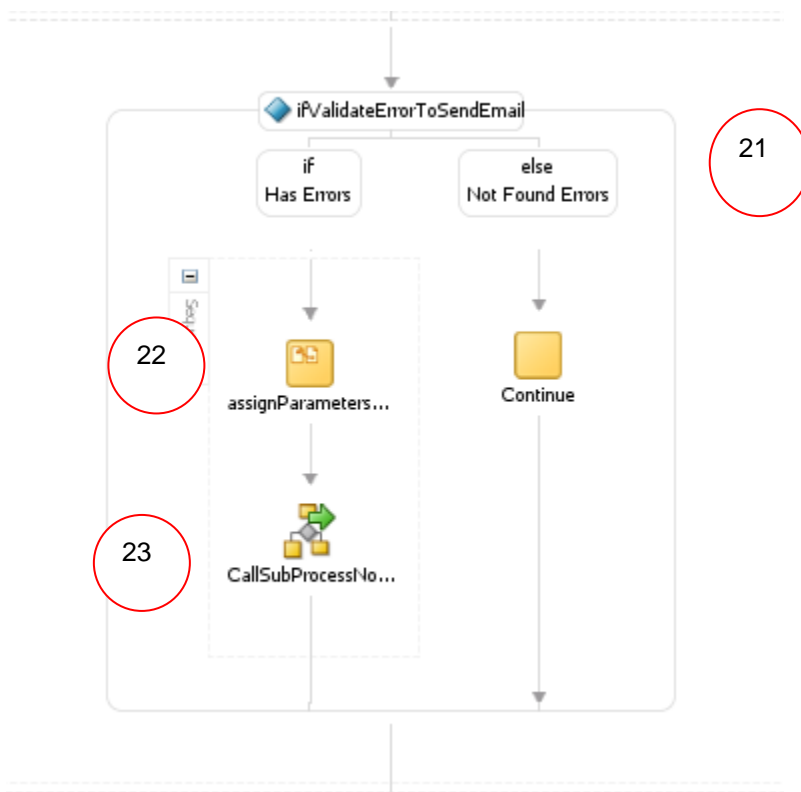 ifValidateErrorToSendEmail
21
if
Has Errors
else
Not Found Errors
22
assignParameters...
Continue
23
CallSubProcessNo...